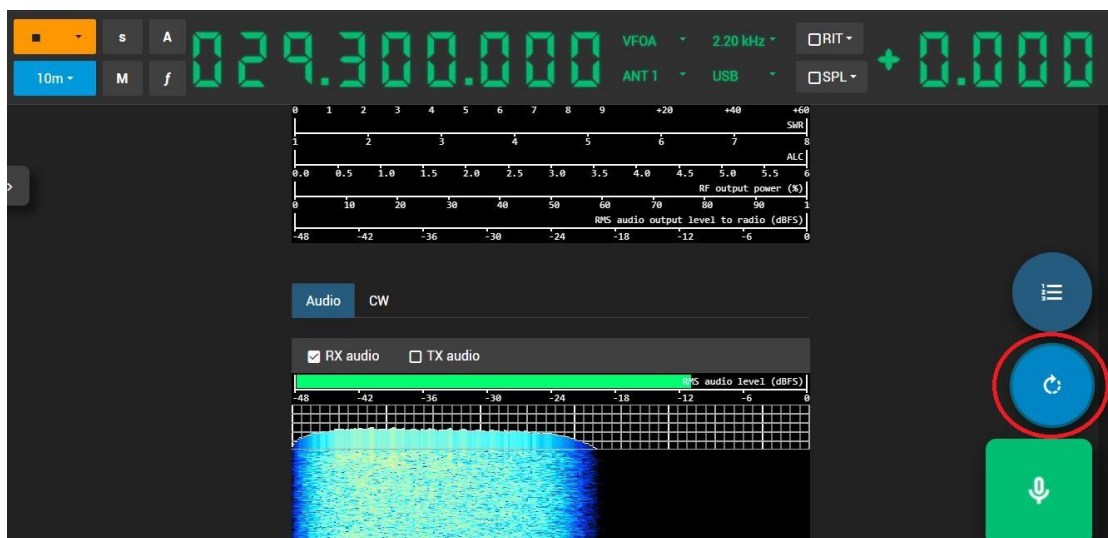 s A 029.300.000 VFOA 2.20 kHz RIT + 0.000
10m M f ANT 1 USB SPL
0 1 2 3 4 5 6 7 8 9 +20 +40 +60
SWR
1 2 3 4 5 6 7 8
ALC
0.0 0.5 1.0 1.5 2.0 2.5 3.0 3.5 4.0 4.5 5.0 5.5 6
RF output power (%)
0 10 20 30 40 50 60 70 80 90 1
RMS audio output level to radio (dBFS)
-48 -42 -36 -30 -24 -18 -12 -6 0
1
2
3
Audio CW
RX audio TX audio
RMS audio level (dBFS)
-48 -42 -36 -30 -24 -18 -12 -6 0